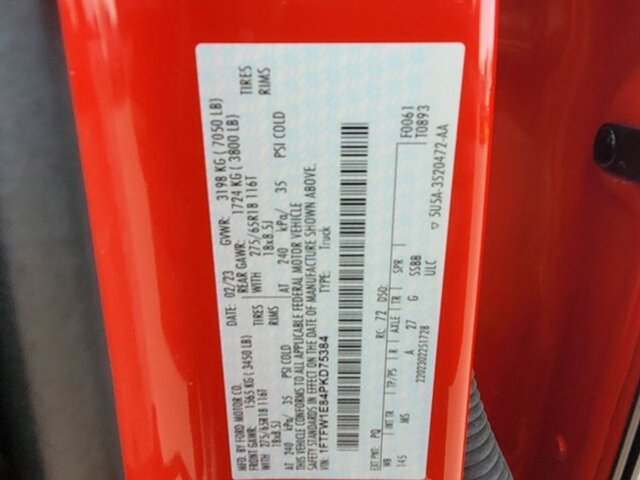 MFD. BY FORD MOTOR CO. DATE: 02/23 GVWR: 3198 KG (7050 LB)
FRONT GAWR: 1565 KG (3450 LB) REAR GAWR: 1724 KG (3800 LB)
WITH 275/65R18 116T TIRES WITH 275/65R18 116T TIRES
18x8.5J RIMS 18x8.5J RIMS
AT 240 kPa/ 35 PSI COLD AT 240 kPa/ 35 PSI COLD
THIS VEHICLE CONFORMS TO ALL APPLICABLE FEDERAL MOTOR VEHICLE
SAFETY STANDARDS IN EFFECT ON THE DATE OF MANUFACTURE SHOWN ABOVE.
VIN: 1FTFW1E84PKD75384 TYPE: Truck
F0061
T0893
EXT PNT: PQ RC: 72 DSO:
WB INT TR TP/PS R AXLE TR SPR
145 MS A 27 G SSBB
2202302251728 ULC
5U5A-3520472-AA